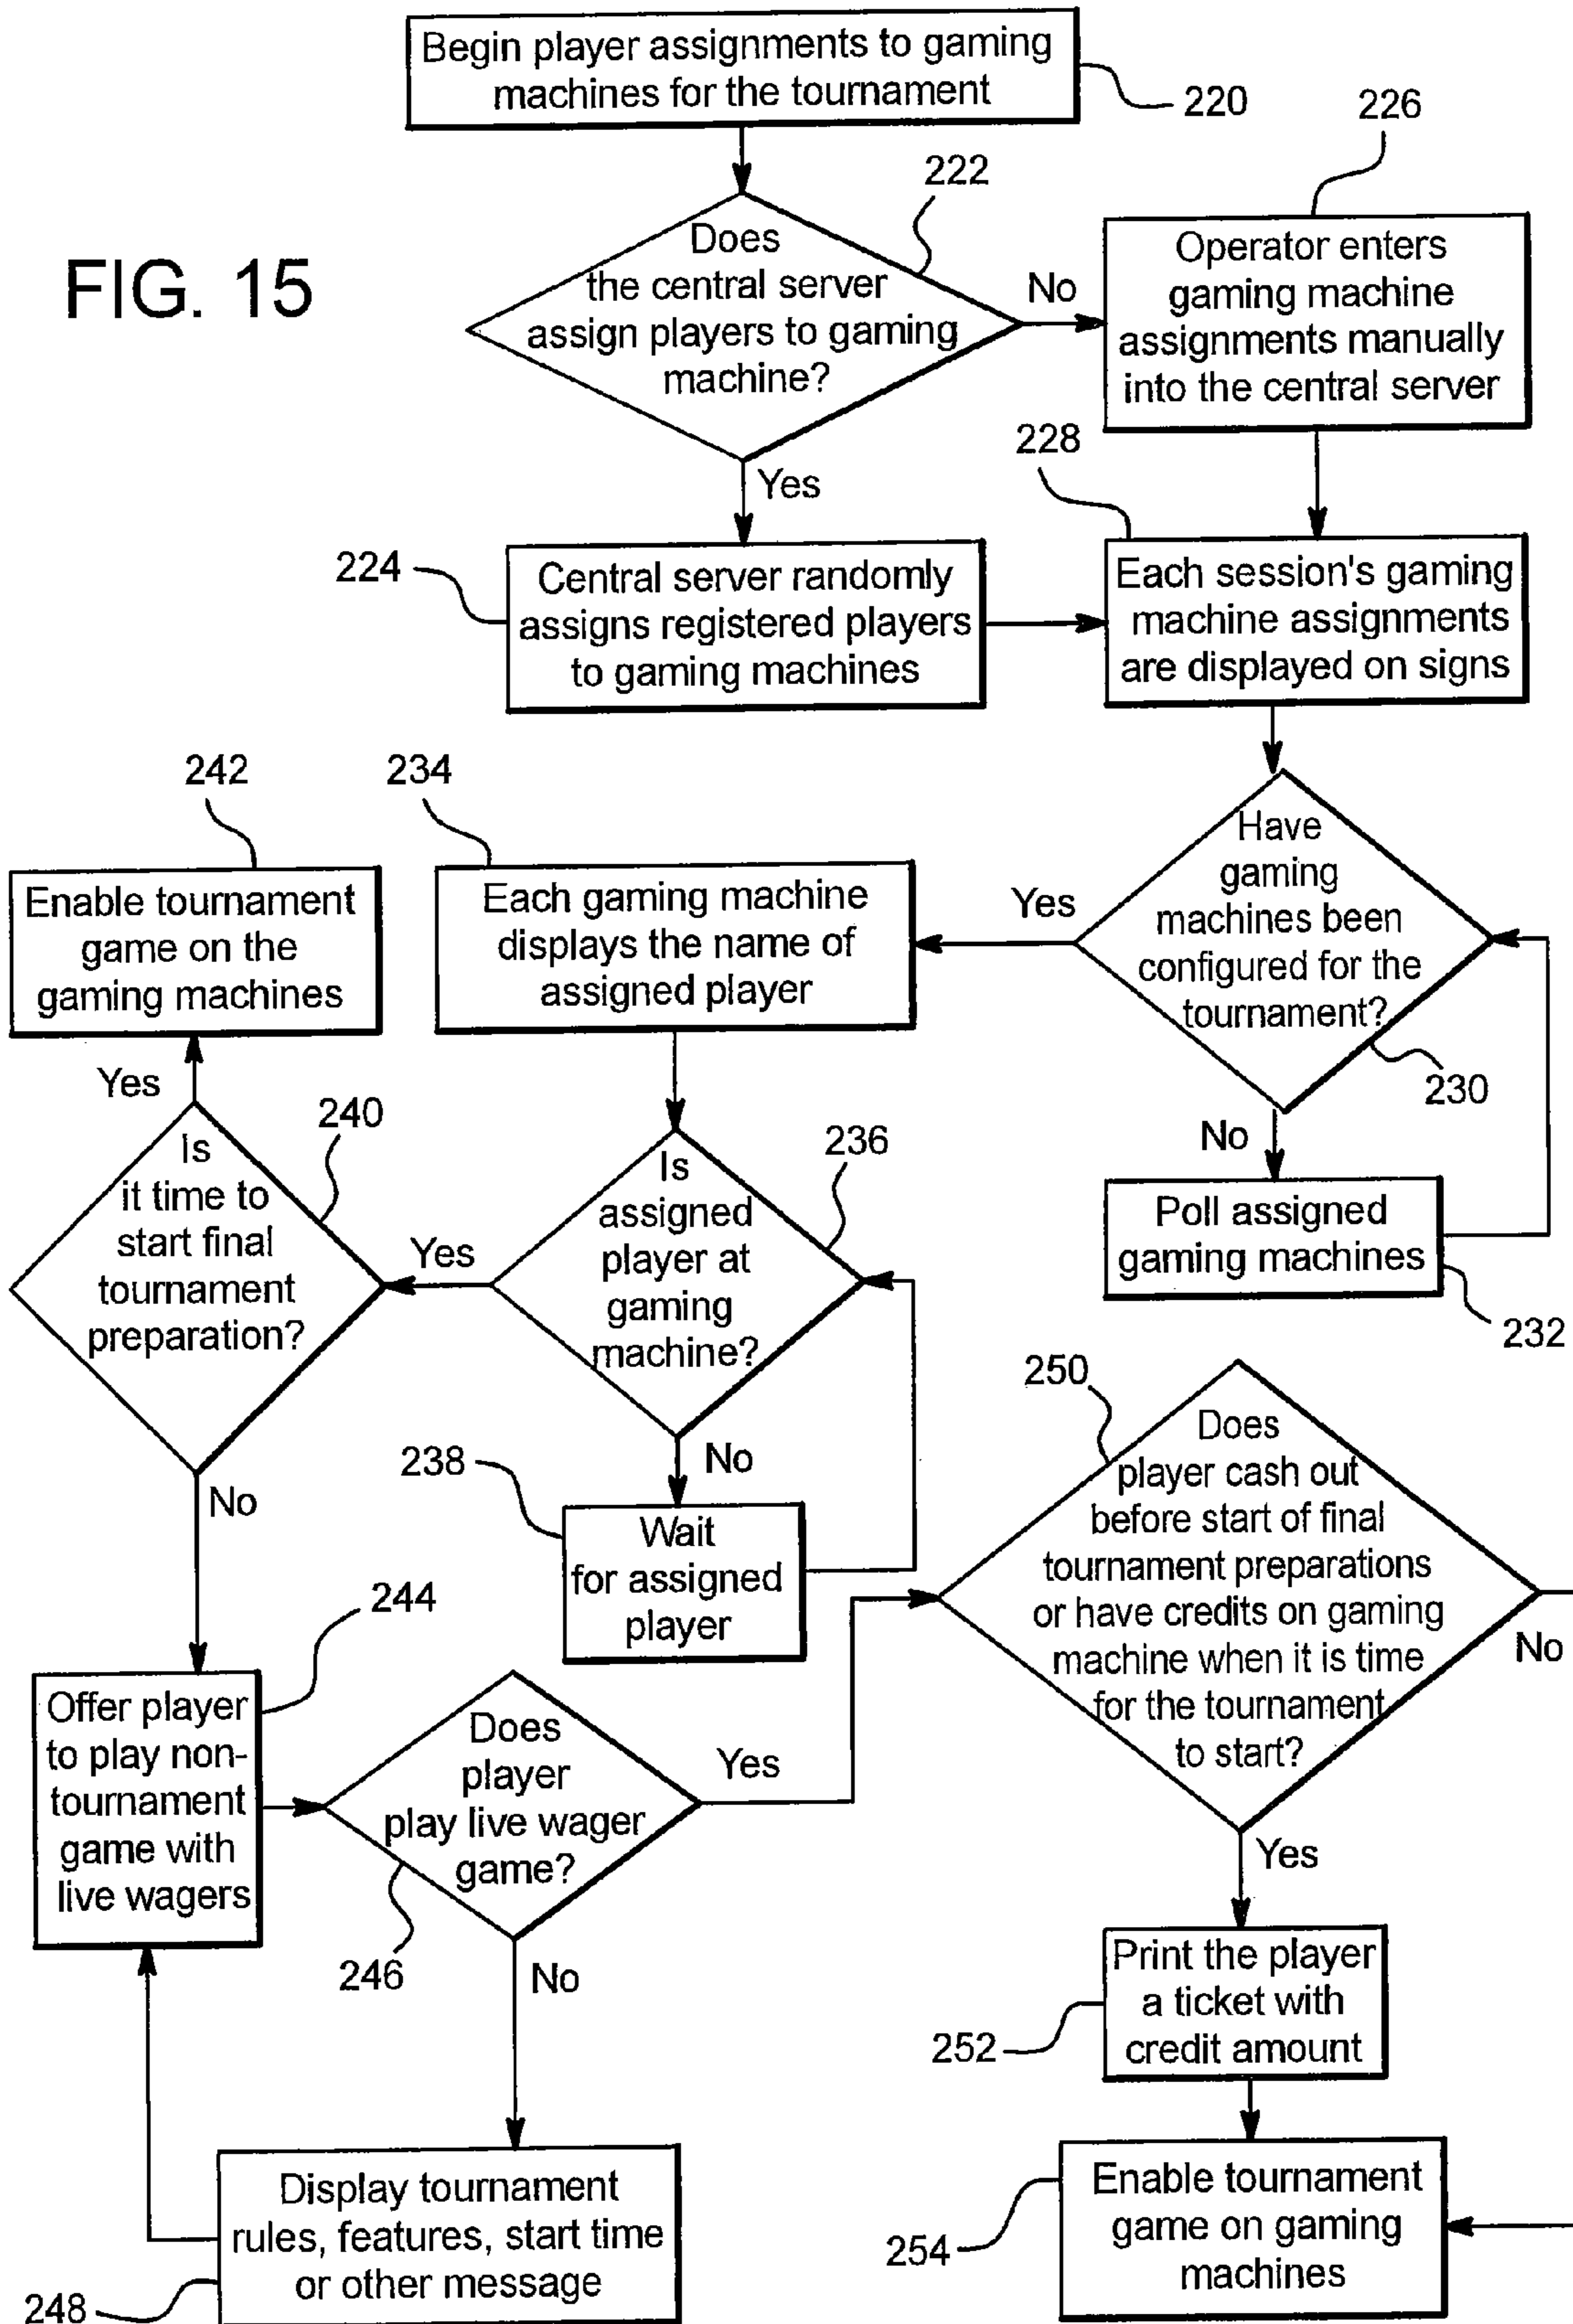 Begin player assignments to gaming
machines for the tournament
220
226
222
FIG. 15
Does
the central server
assign players to gaming
machine?
No
Operator enters
gaming machine
assignments manually
into the central server
Yes
228
224
Central server randomly
assigns registered players
to gaming machines
Each session's gaming
machine assignments
are displayed on signs
242
234
Have
gaming
machines been
configured for the
tournament?
230
Yes
Each gaming machine
displays the name of
assigned player
Enable tournament
game on the
gaming machines
Yes
240
Is
it time to
start final
tournament
preparation?
Yes
236
Is
assigned
player at
gaming
machine?
No
Poll assigned
gaming machines
232
No
238
No
Wait
for assigned
player
250
Does
player cash out
before start of final
tournament preparations
or have credits on gaming
machine when it is time
for the tournament
to start?
No
244
Offer player
to play non-
tournament
game with
live wagers
Does
player
play live wager
game?
Yes
246
No
Yes
Print the player
a ticket with
credit amount
252
Display tournament
rules, features, start time
or other message
248
Enable tournament
game on gaming
machines
254